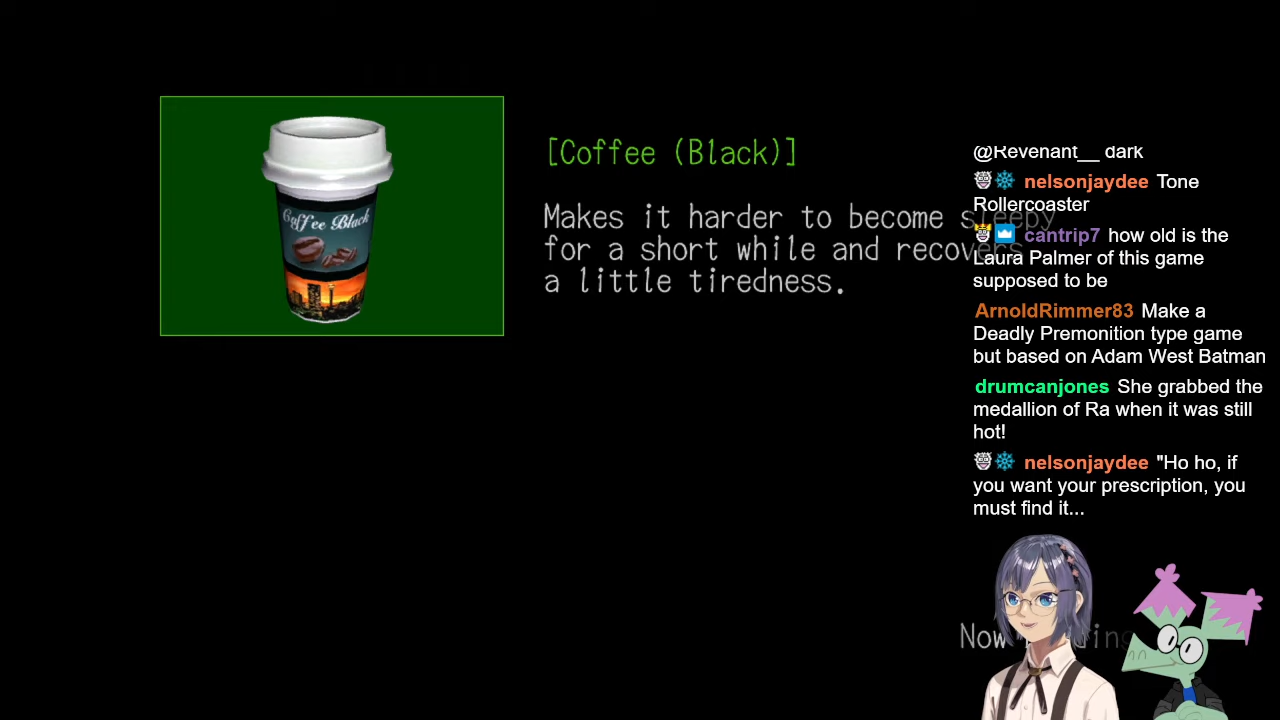 [Coffee (Black)]
Makes it harder to become sleepy
for a short while and recovers
a little tiredness.
Coffee Black
@Revenant__ dark
nelsonjaydee Tone
Rollercoaster
cantrip7 how old is the
Laura Palmer of this game
supposed to be
ArnoldRimmer83 Make a
Deadly Premonition type game
but based on Adam West Batman
drumcanjones She grabbed the
medallion of Ra when it was still
hot!
nelsonjaydee "Ho ho, if
you want your prescription, you
must find it...
Now